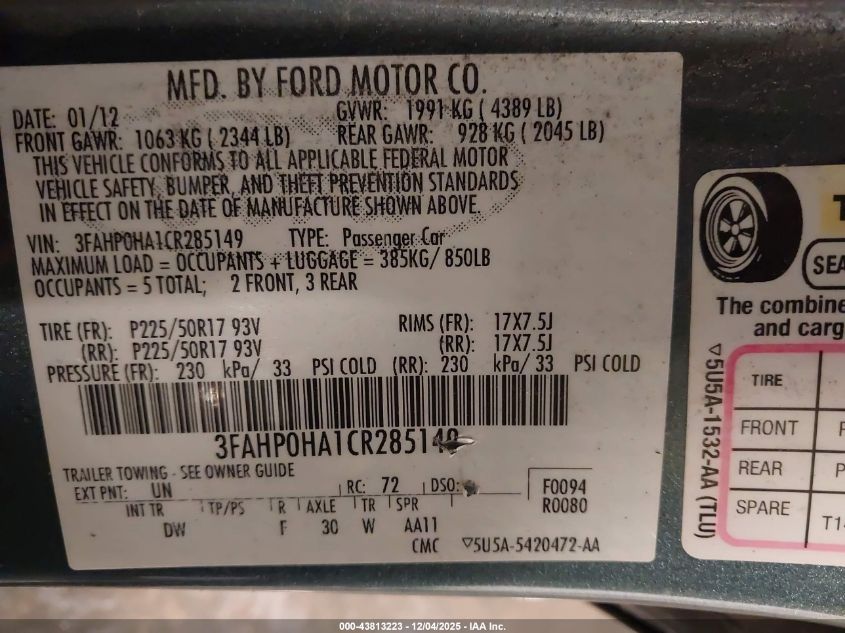 MFD. BY FORD MOTOR CO.
DATE: 01/12 GVWR: 1991 KG ( 4389 LB)
FRONT GAWR: 1063 KG ( 2344 LB) REAR GAWR: 928 KG ( 2045 LB)
THIS VEHICLE CONFORMS TO ALL APPLICABLE FEDERAL MOTOR
VEHICLE SAFETY, BUMPER, AND THEFT PREVENTION STANDARDS
IN EFFECT ON THE DATE OF MANUFACTURE SHOWN ABOVE.
VIN: 3FAHP0HA1CR285149 TYPE: Passenger Car
MAXIMUM LOAD = OCCUPANTS + LUGGAGE = 385KG/ 850LB
OCCUPANTS = 5 TOTAL; 2 FRONT, 3 REAR
TIRE (FR): P225/50R17 93V RIMS (FR): 17X7.5J
(RR): P225/50R17 93V (RR): 17X7.5J
PRESSURE (FR): 230 kPa/ 33 PSI COLD (RR): 230 kPa/ 33 PSI COLD
3FAHP0HA1CR285149
TRAILER TOWING - SEE OWNER GUIDE
EXT PNT: UN RC: 72 DSO: F0094
R0080
INT TR TP/PS R AXLE TR SPR
DW F 30 W AA11
CMC ▽5U5A-5420472-AA
T
SEA
The combine
and carg
▽5U5A-1532-AA (TLU)
TIRE
FRONT P
REAR P
SPARE T14
000-43813223 - 12/04/2025 - IAA Inc.